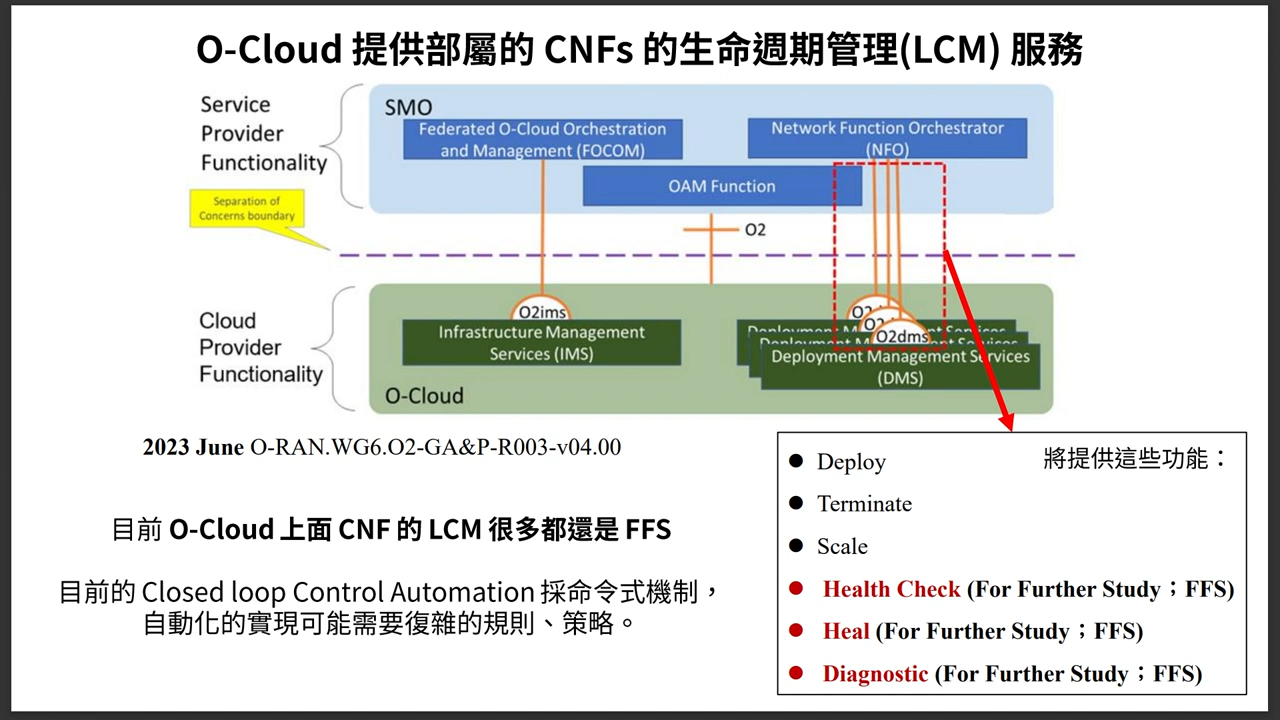 O-Cloud 提供部屬的 CNFs 的生命週期管理(LCM) 服務
Service
Provider
Functionality
SMO
Federated O-Cloud Orchestration
and Management (FOCOM)
Network Function Orchestrator
(NFO)
OAM Function
Separation of
Concerns boundary
O2
Cloud
Provider
Functionality
O2ims
Infrastructure Management
Services (IMS)
O2dms
Deployment Management Services
(DMS)
O-Cloud
2023 June O-RAN.WG6.O2-GA&P-R003-v04.00
目前 O-Cloud 上面 CNF 的 LCM 很多都還是 FFS
目前的 Closed loop Control Automation 採命令式機制，
自動化的實現可能需要復雜的規則、策略。
將提供這些功能：
● Deploy
● Terminate
● Scale
● Health Check (For Further Study；FFS)
● Heal (For Further Study；FFS)
● Diagnostic (For Further Study；FFS)